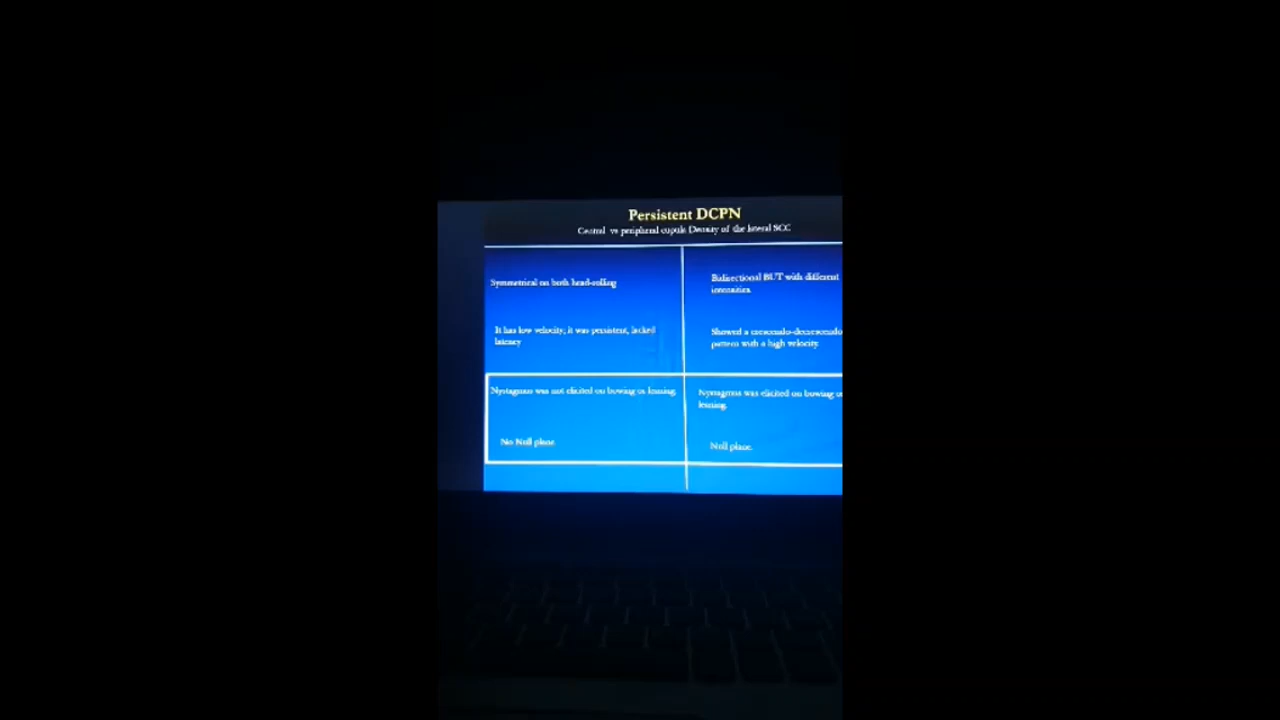 Persistent DCPN
Central vs peripheral cupula Density of the lateral SCC
Symmetrical on both head-rolling
It has low velocity; it was persistent, lacked
latency
Nystagmus was not elicited on bowing or leaning.
No Null plane
Bidirectional BUT with different
intensities.
Showed a crescendo-decrescendo
pattern with a high velocity.
Nystagmus was elicited on bowing or
leaning.
Null plane.